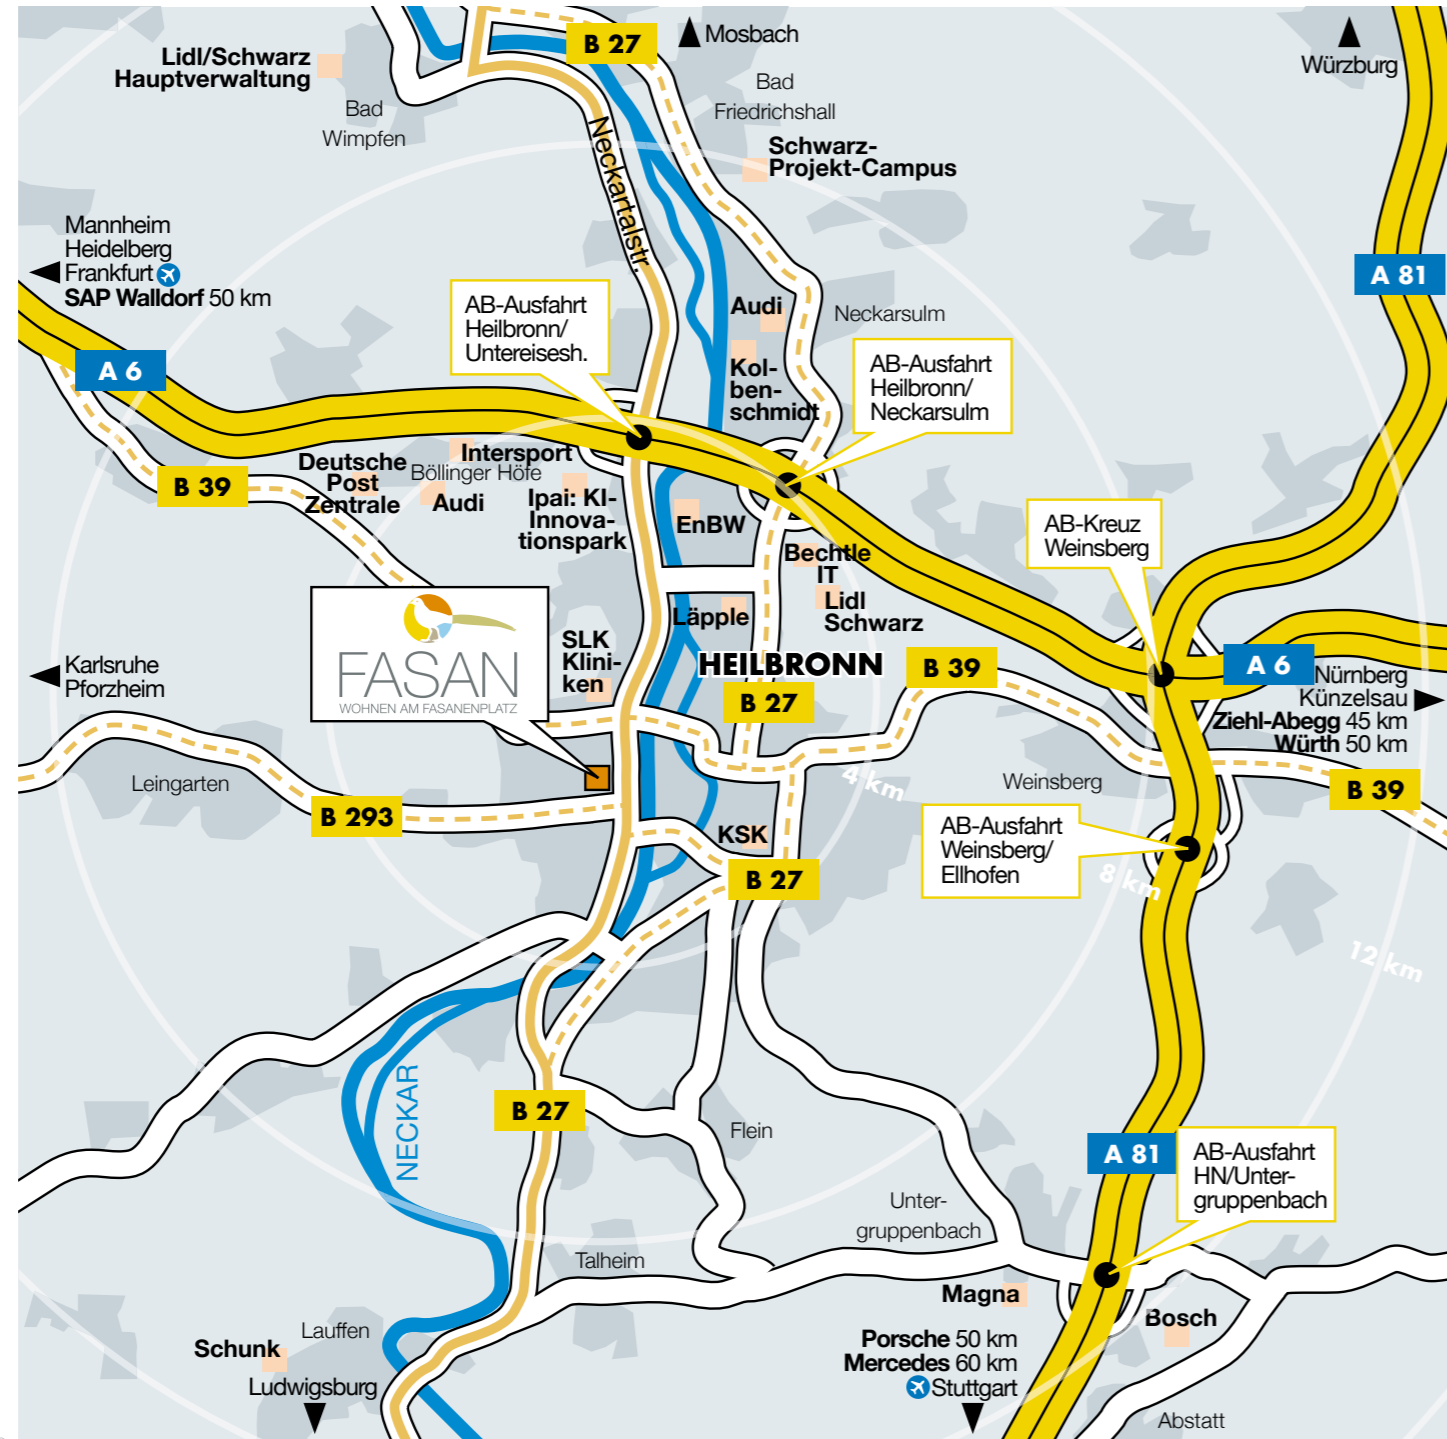 B 27
Mosbach
Würzburg
Lidl/Schwarz
Hauptverwaltung
Bad
Wimpfen
Bad
Friedrichshall
Schwarz-
Projekt-Campus
Neckartalstr.
Mannheim
Heidelberg
Frankfurt
SAP Walldorf 50 km
A 81
AB-Ausfahrt
Heilbronn/
Untereisesh.
Audi
Neckarsulm
Kol-
ben-
schmidt
AB-Ausfahrt
Heilbronn/
Neckarsulm
A 6
B 39
Deutsche
Post
Zentrale
Intersport
Böllinger Höfe
Audi
Ipai: KI-
Innova-
tionspark
EnBW
Bechtle
IT
Lidl
Schwarz
AB-Kreuz
Weinsberg
Läpple
FASAN
WOHNEN AM FASANENPLATZ
SLK
Klini-
ken
HEILBRONN
B 27
B 39
A 6
Karlsruhe
Pforzheim
Nürnberg
Künzelsau
Ziehl-Abegg 45 km
Würth 50 km
Leingarten
B 293
4 km
Weinsberg
B 39
KSK
B 27
AB-Ausfahrt
Weinsberg/
Ellhofen
8 km
12 km
NECKAR
B 27
Flein
A 81
AB-Ausfahrt
HN/Unter-
gruppenbach
Unter-
gruppenbach
Talheim
Magna
Bosch
Schunk
Lauffen
Ludwigsburg
Porsche 50 km
Mercedes 60 km
Stuttgart
Abstatt